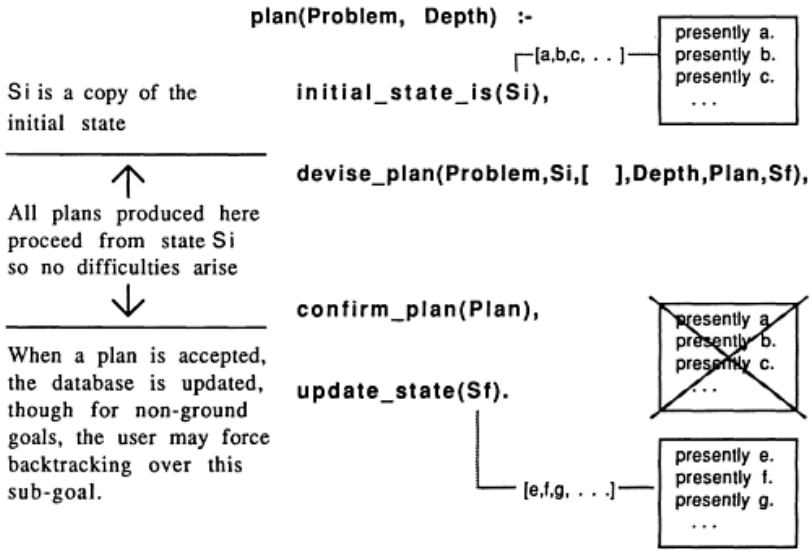 plan(Problem, Depth) :-
[a,b,c, . . ]
presently a.
presently b.
presently c.
. . .
Si is a copy of the
initial state
initial_state_is(Si),
devise_plan(Problem,Si,[ ],Depth,Plan,Sf),
All plans produced here
proceed from state Si
so no difficulties arise
confirm_plan(Plan),
presently a
presently b.
presently c.
. . .
When a plan is accepted,
the database is updated,
though for non-ground
goals, the user may force
backtracking over this
sub-goal.
update_state(Sf).
[e,f,g, . . .]
presently e.
presently f.
presently g.
. . .